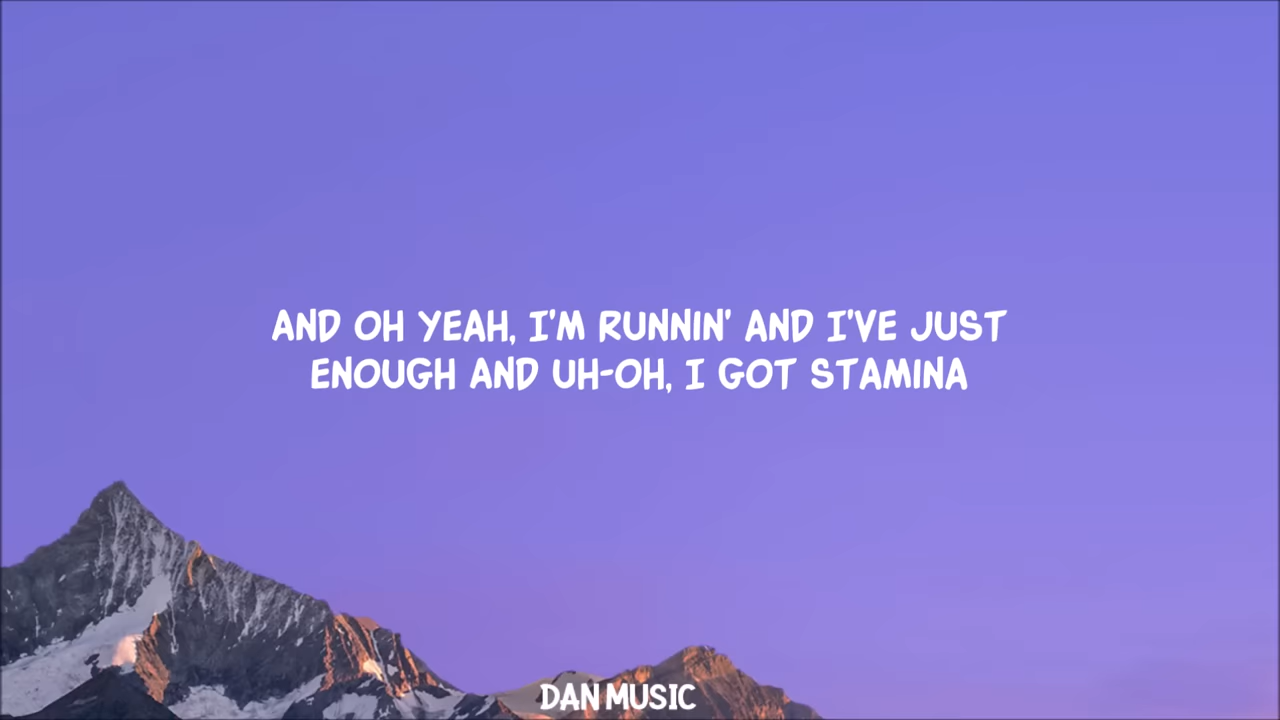 AND OH YEAH, I'M RUNNIN' AND I'VE JUST
ENOUGH AND UH-OH, I GOT STAMINA
DAN MUSIC